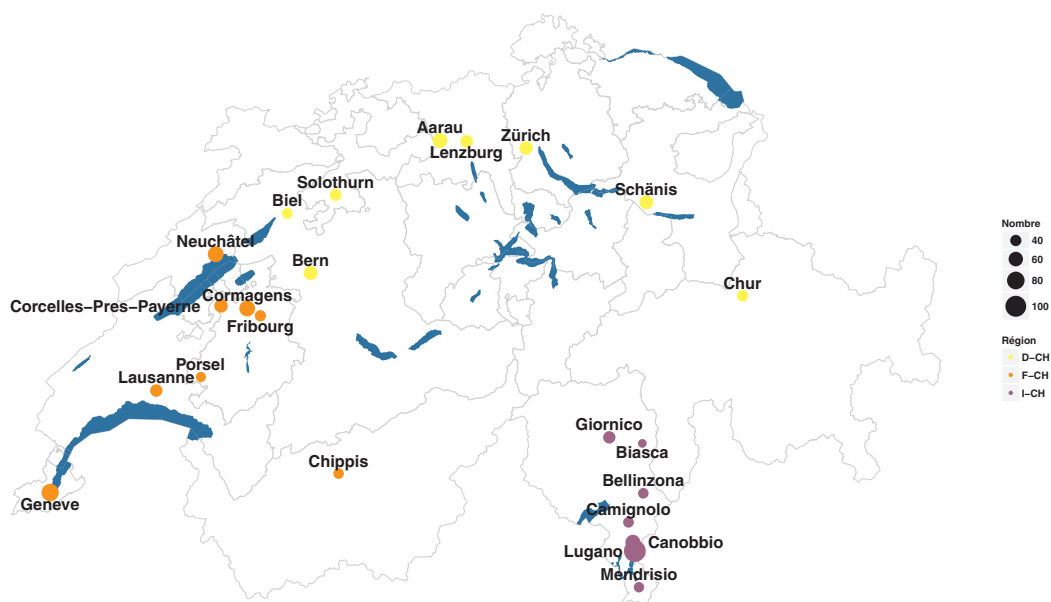 Aarau
Zürich
Lenzburg
Solothurn
Schänis
Biel
Neuchâtel
Bern
Chur
Corcelles−Pres−Payerne
Cormagens
Fribourg
Porsel
Lausanne
Giornico
Biasca
Chippis
Bellinzona
Geneve
Camignolo
Canobbio
Lugano
Mendrisio
Nombre
40
60
80
100
Région
D−CH
F−CH
I−CH